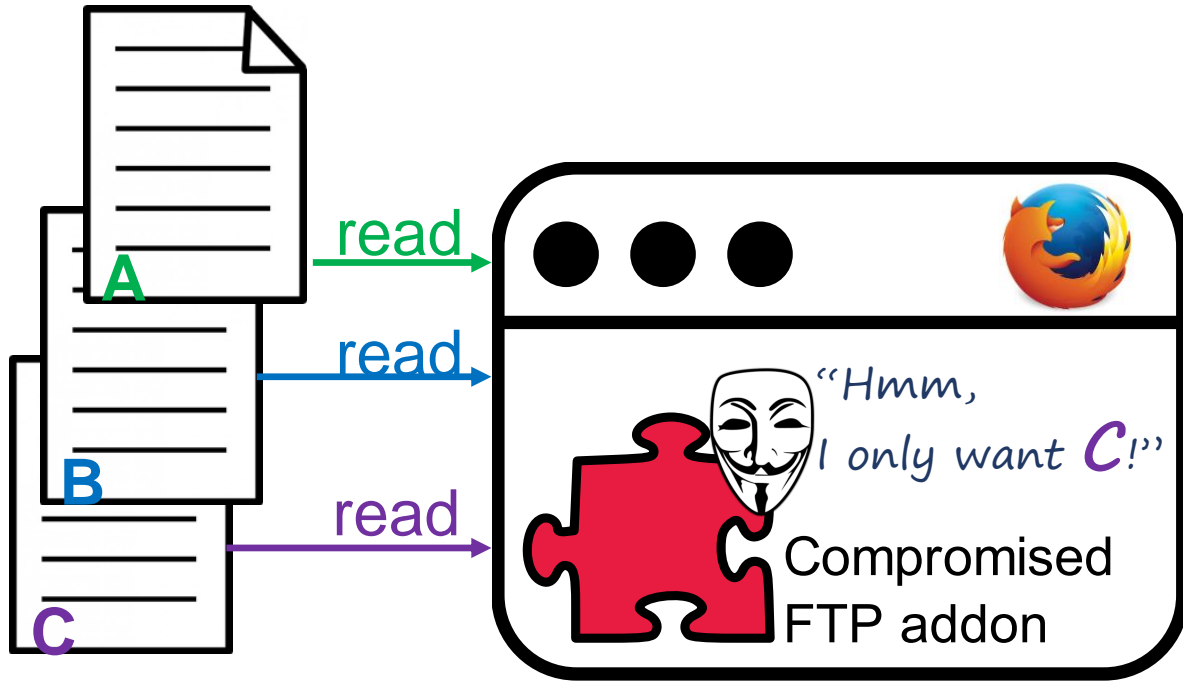 A
read
B
read
C
read
“Hmm,
I only want C!”
Compromised
FTP addon